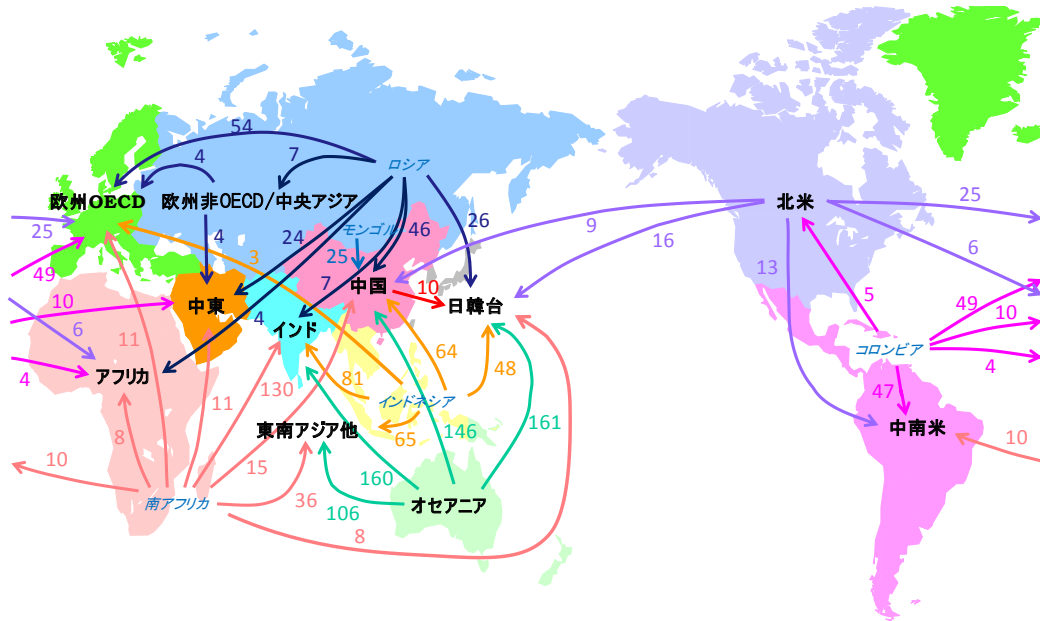 54
4
7
ロシア
欧州OECD
欧州非OECD/中央アジア
北米
25
25
モンゴル
46
26
9
16
6
49
4
24
3
25
7
中国
10
日韓台
13
10
中東
インド
4
5
49
10
6
11
アフリカ
64
コロンビア
4
4
130
81
インドネシア
48
47
11
8
東南アジア他
65
146
161
中南米
10
10
15
160
36
106
オセアニア
南アフリカ
8